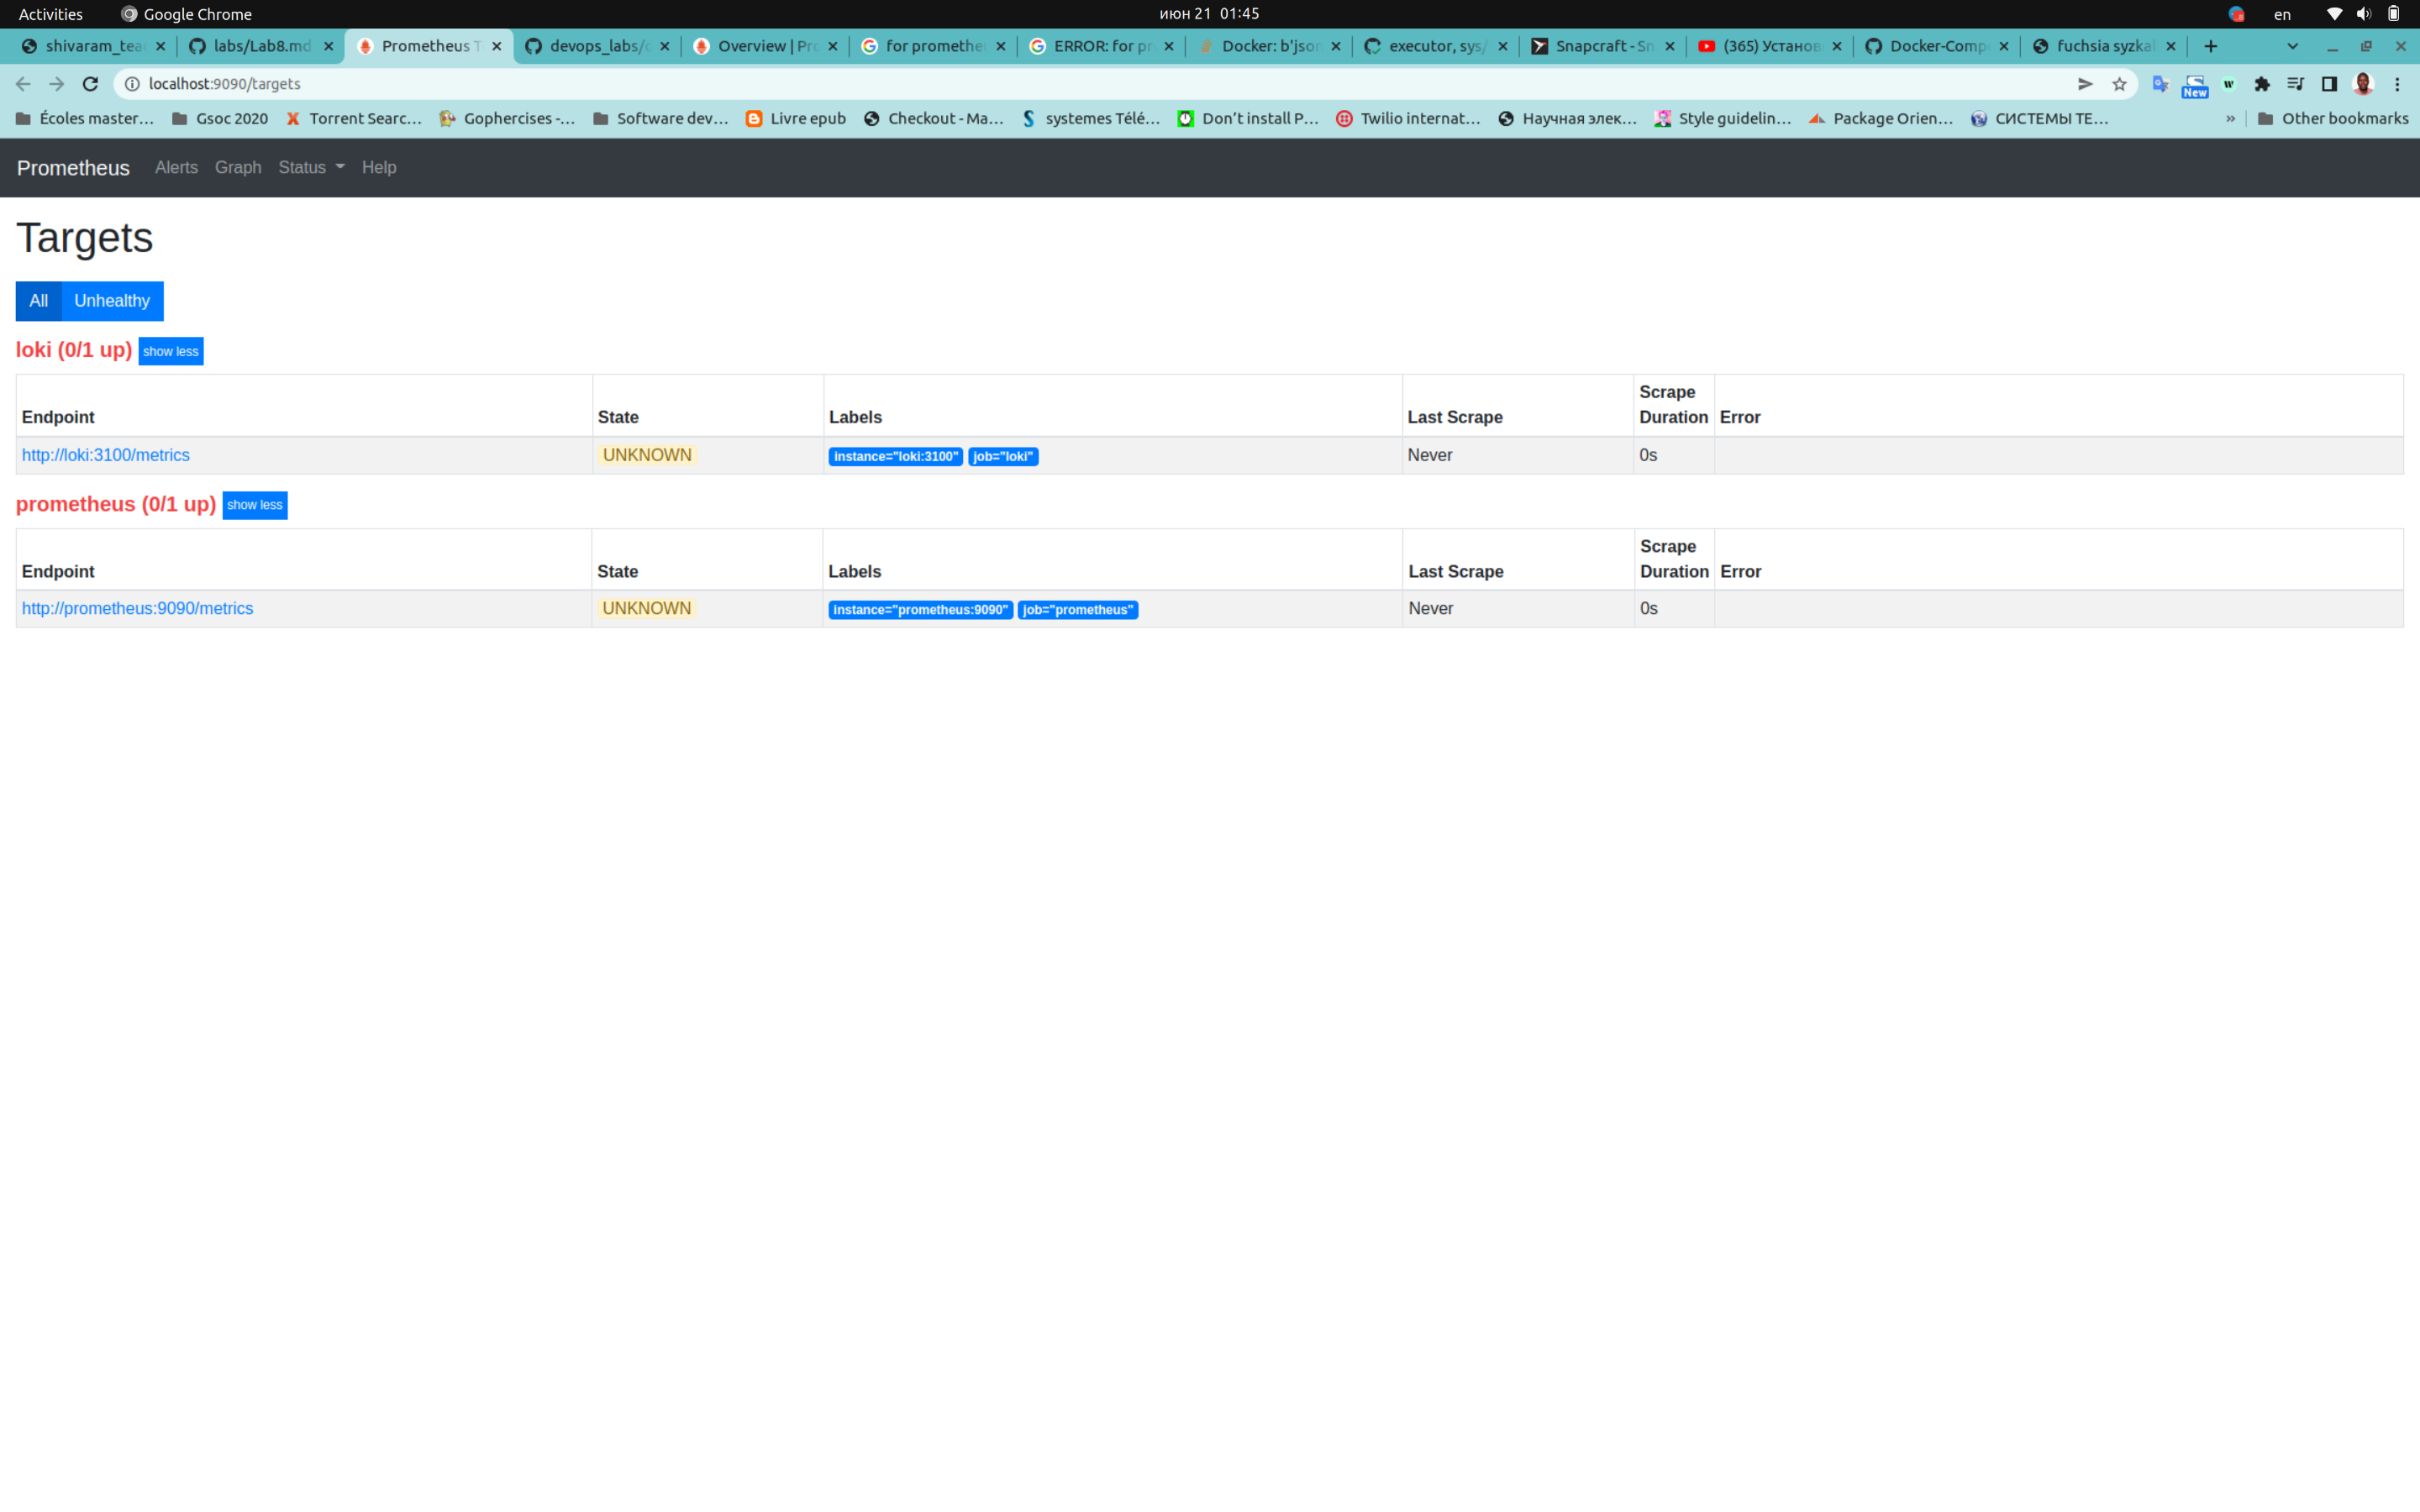 Activities Google Chrome июн 21 01:45 en
shivaram_tea labs/Lab8.md Prometheus T devops_labs/c Overview | Pro for promethe ERROR: for pr Docker: b'json executor, sys/ Snapcraft - Sn (365) Установ Docker-Comp fuchsia syzkal
localhost:9090/targets New
Écoles master... Gsoc 2020 Torrent Searc... Gophercises -... Software dev... Livre epub Checkout - Ma... systemes Télé... Don't install P... Twilio internat... Научная элек... Style guidelin... Package Orien... СИСТЕМЫ ТЕ... » Other bookmarks
Prometheus Alerts Graph Status Help
Targets
All Unhealthy
loki (0/1 up) show less
Endpoint State Labels Last Scrape Scrape Duration Error
http://loki:3100/metrics UNKNOWN instance="loki:3100" job="loki" Never 0s
prometheus (0/1 up) show less
Endpoint State Labels Last Scrape Scrape Duration Error
http://prometheus:9090/metrics UNKNOWN instance="prometheus:9090" job="prometheus" Never 0s